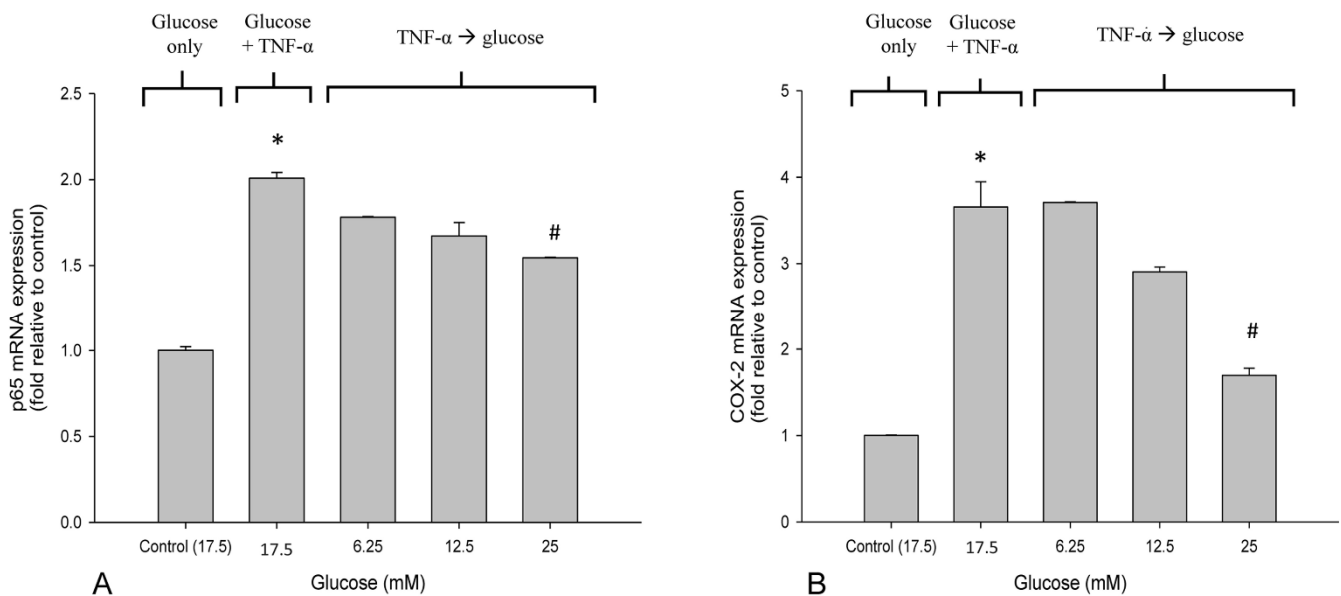 Glucose
only
Glucose
+ TNF-α
TNF-α → glucose
2.5
2.0
1.5
1.0
0.5
0.0
p65 mRNA expression
(fold relative to control)
*
#
Control (17.5)
17.5
6.25
12.5
25
Glucose (mM)
A
Glucose
only
Glucose
+ TNF-α
TNF-ἀ → glucose
5
4
3
2
1
0
COX-2 mRNA expression
(fold relative to control)
*
#
Control (17.5)
17.5
6.25
12.5
25
Glucose (mM)
B